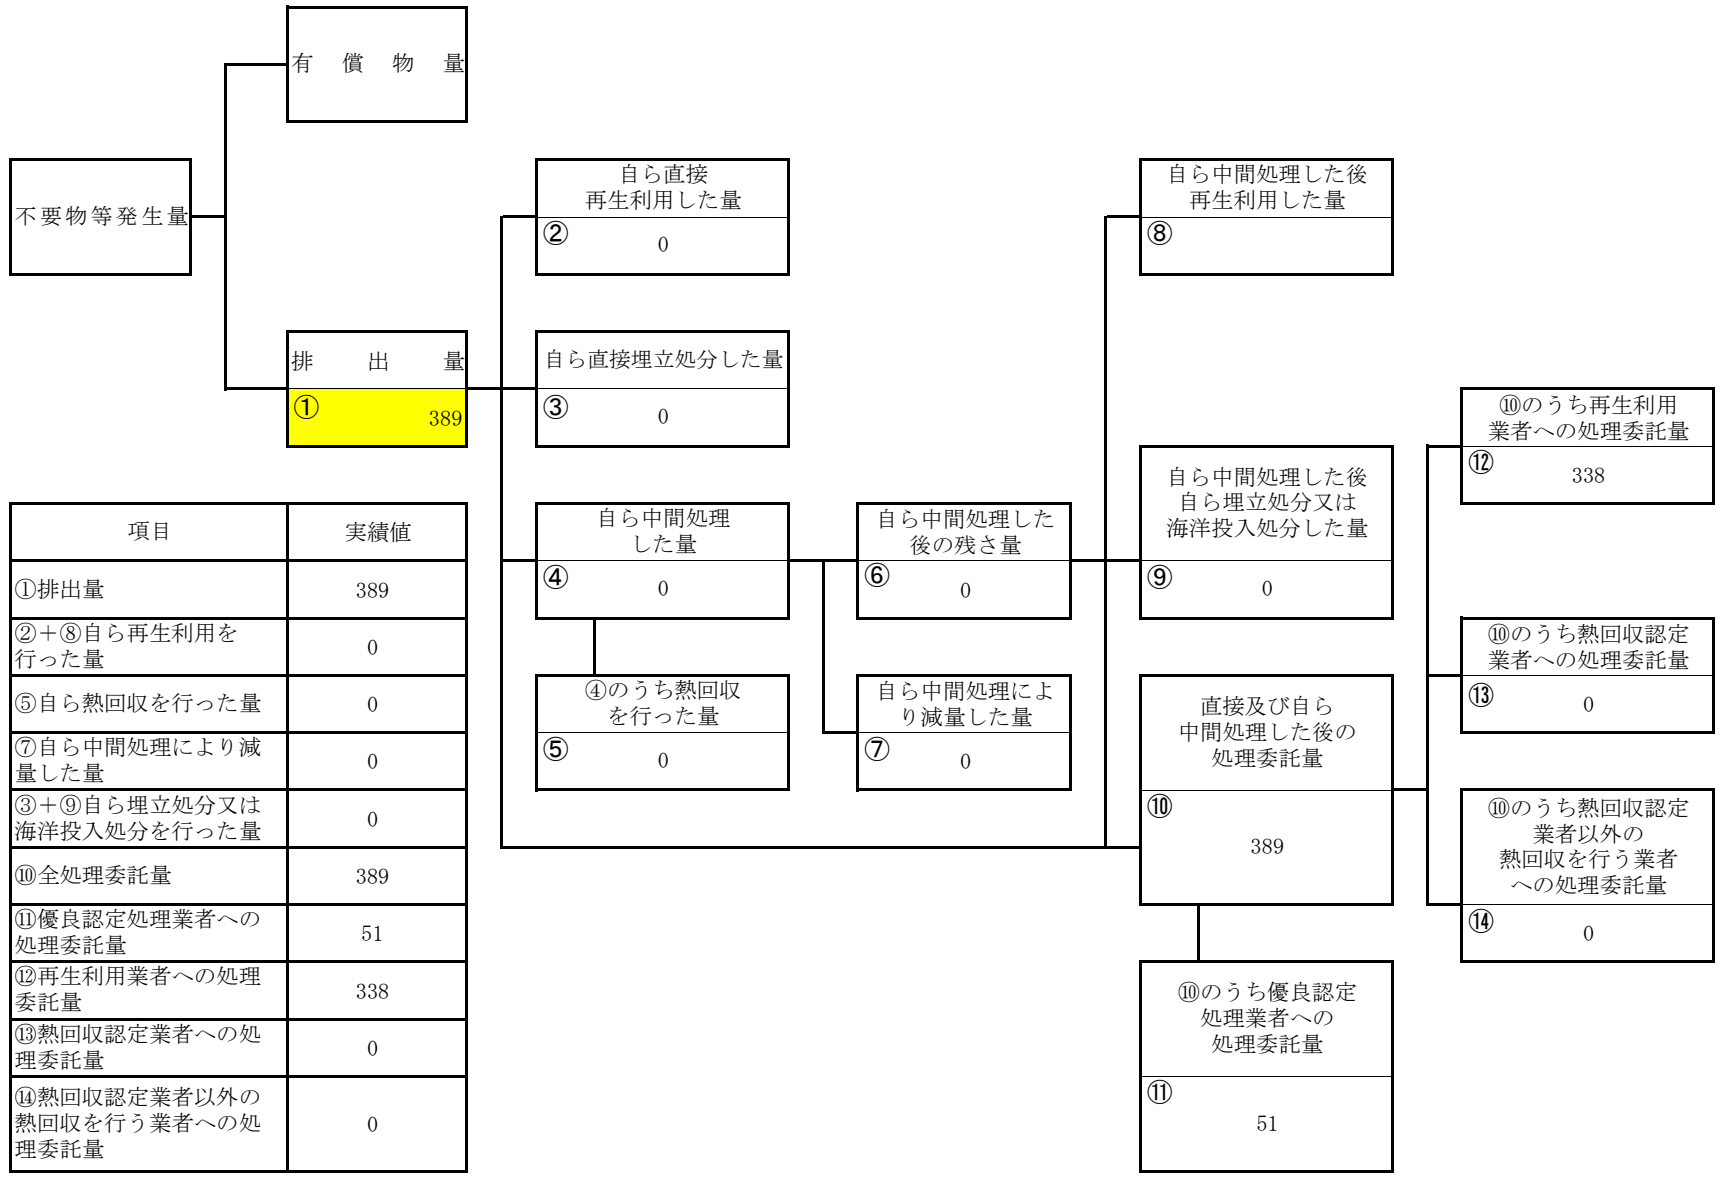 有償物量
不要物等発生量
排出量
①
389
自ら直接
再生利用した量
②
0
自ら直接埋立処分した量
③
0
自ら中間処理
した量
④
0
④のうち熱回収
を行った量
⑤
0
自ら中間処理した
後の残さ量
⑥
0
自ら中間処理によ
り減量した量
⑦
0
自ら中間処理した後
再生利用した量
⑧
自ら中間処理した後
自ら埋立処分又は
海洋投入処分した量
⑨
0
直接及び自ら
中間処理した後の
処理委託量
⑩
389
⑩のうち優良認定
処理業者への
処理委託量
⑪
51
⑩のうち再生利用
業者への処理委託量
⑫
338
⑩のうち熱回収認定
業者への処理委託量
⑬
0
⑩のうち熱回収認定
業者以外の
熱回収を行う業者
への処理委託量
⑭
0
項目 実績値
①排出量 389
②+⑧自ら再生利用を
行った量 0
⑤自ら熱回収を行った量 0
⑦自ら中間処理により減
量した量 0
③+⑨自ら埋立処分又は
海洋投入処分を行った量 0
⑩全処理委託量 389
⑪優良認定処理業者への
処理委託量 51
⑫再生利用業者への処理
委託量 338
⑬熱回収認定業者への処
理委託量 0
⑭熱回収認定業者以外の
熱回収を行う業者への処
理委託量 0